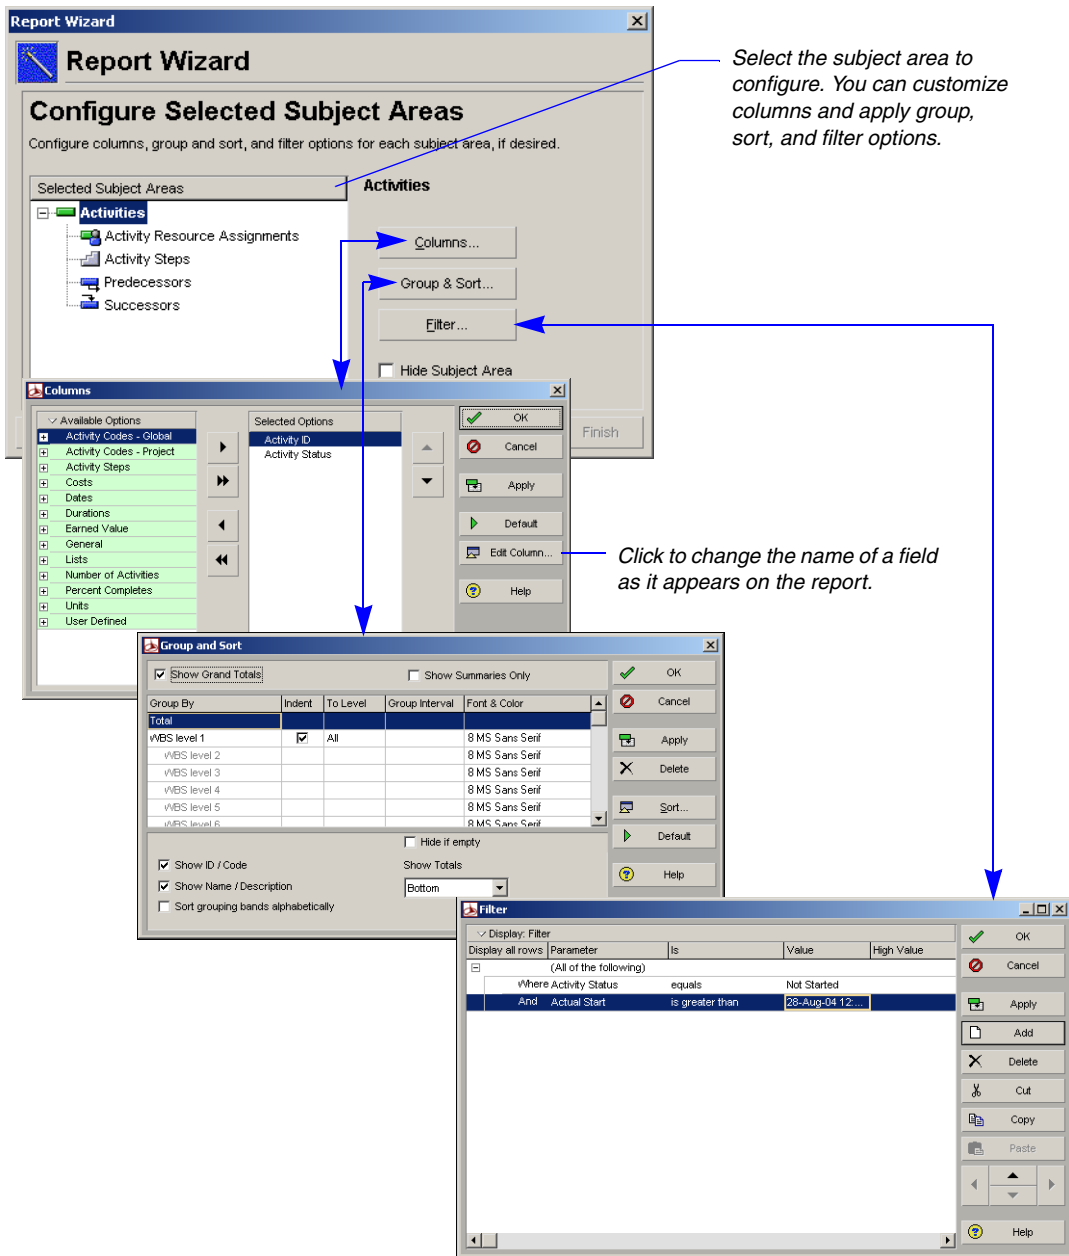 Report Wizard
Report Wizard
Select the subject area to
configure. You can customize
columns and apply group,
sort, and filter options.
Configure Selected Subject Areas
Configure columns, group and sort, and filter options for each subject area, if desired.
Selected Subject Areas
Activities
Activities
Activity Resource Assignments
Activity Steps
Predecessors
Successors
Columns...
Group & Sort...
Filter...
Hide Subject Area
Finish
Columns
Available Options
Activity Codes - Global
Activity Codes - Project
Activity Steps
Costs
Dates
Durations
Earned Value
General
Lists
Number of Activities
Percent Completes
Units
User Defined
Selected Options
Activity ID
Activity Status
OK
Cancel
Apply
Default
Edit Column...
Help
Click to change the name of a field
as it appears on the report.
Group and Sort
Show Grand Totals
Show Summaries Only
Group By Indent To Level Group Interval Font & Color
Total
WBS level 1 All 8 MS Sans Serif
WBS level 2 8 MS Sans Serif
WBS level 3 8 MS Sans Serif
WBS level 4 8 MS Sans Serif
WBS level 5 8 MS Sans Serif
WBS level 6 8 MS Sans Serif
Hide if empty
Show ID / Code
Show Totals
Show Name / Description
Bottom
Sort grouping bands alphabetically
OK
Cancel
Apply
Delete
Sort...
Default
Help
Filter
Display: Filter
Display all rows Parameter Is Value High Value
(All of the following)
Where Activity Status equals Not Started
And Actual Start is greater than 28-Aug-04 12:...
OK
Cancel
Apply
Add
Delete
Cut
Copy
Paste
Help